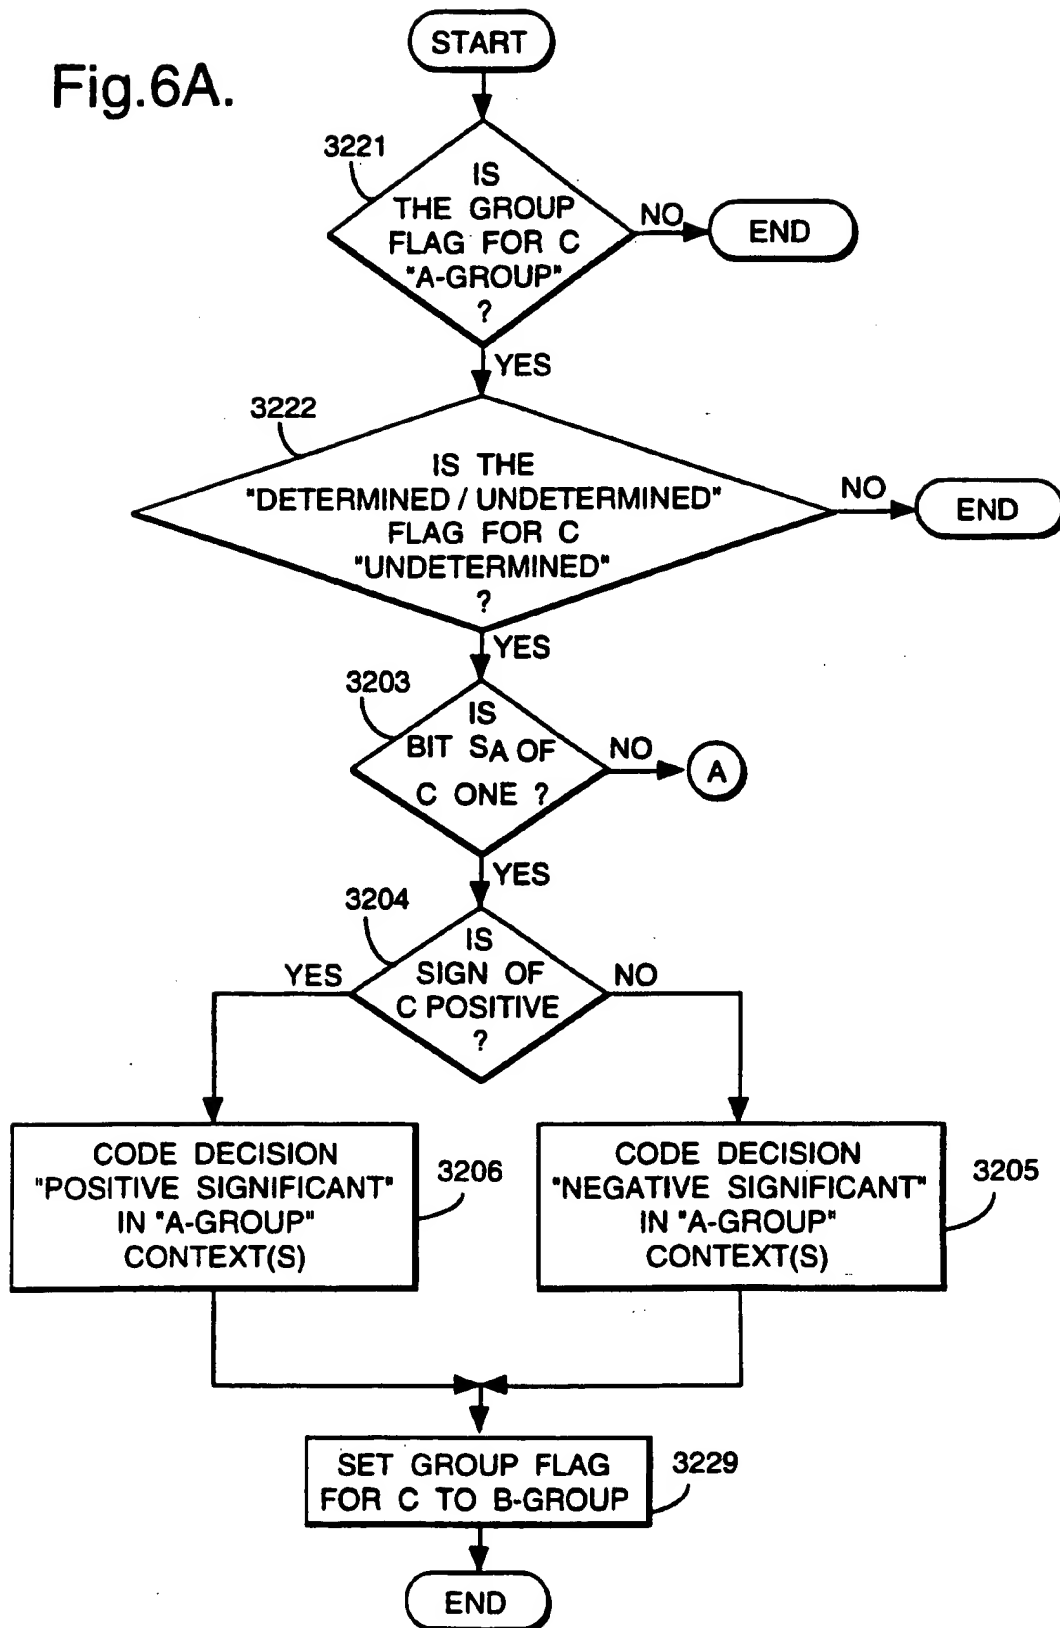 Fig.6A.
START
3221
IS
THE GROUP
FLAG FOR C
"A-GROUP"
?
NO
END
YES
3222
IS THE
"DETERMINED / UNDETERMINED"
FLAG FOR C
"UNDETERMINED"
?
NO
END
YES
3203
IS
BIT SA OF
C ONE ?
NO
A
YES
3204
IS
SIGN OF
C POSITIVE
?
YES
NO
CODE DECISION
"POSITIVE SIGNIFICANT"
IN "A-GROUP"
CONTEXT(S)
3206
CODE DECISION
"NEGATIVE SIGNIFICANT"
IN "A-GROUP"
CONTEXT(S)
3205
SET GROUP FLAG
FOR C TO B-GROUP
3229
END